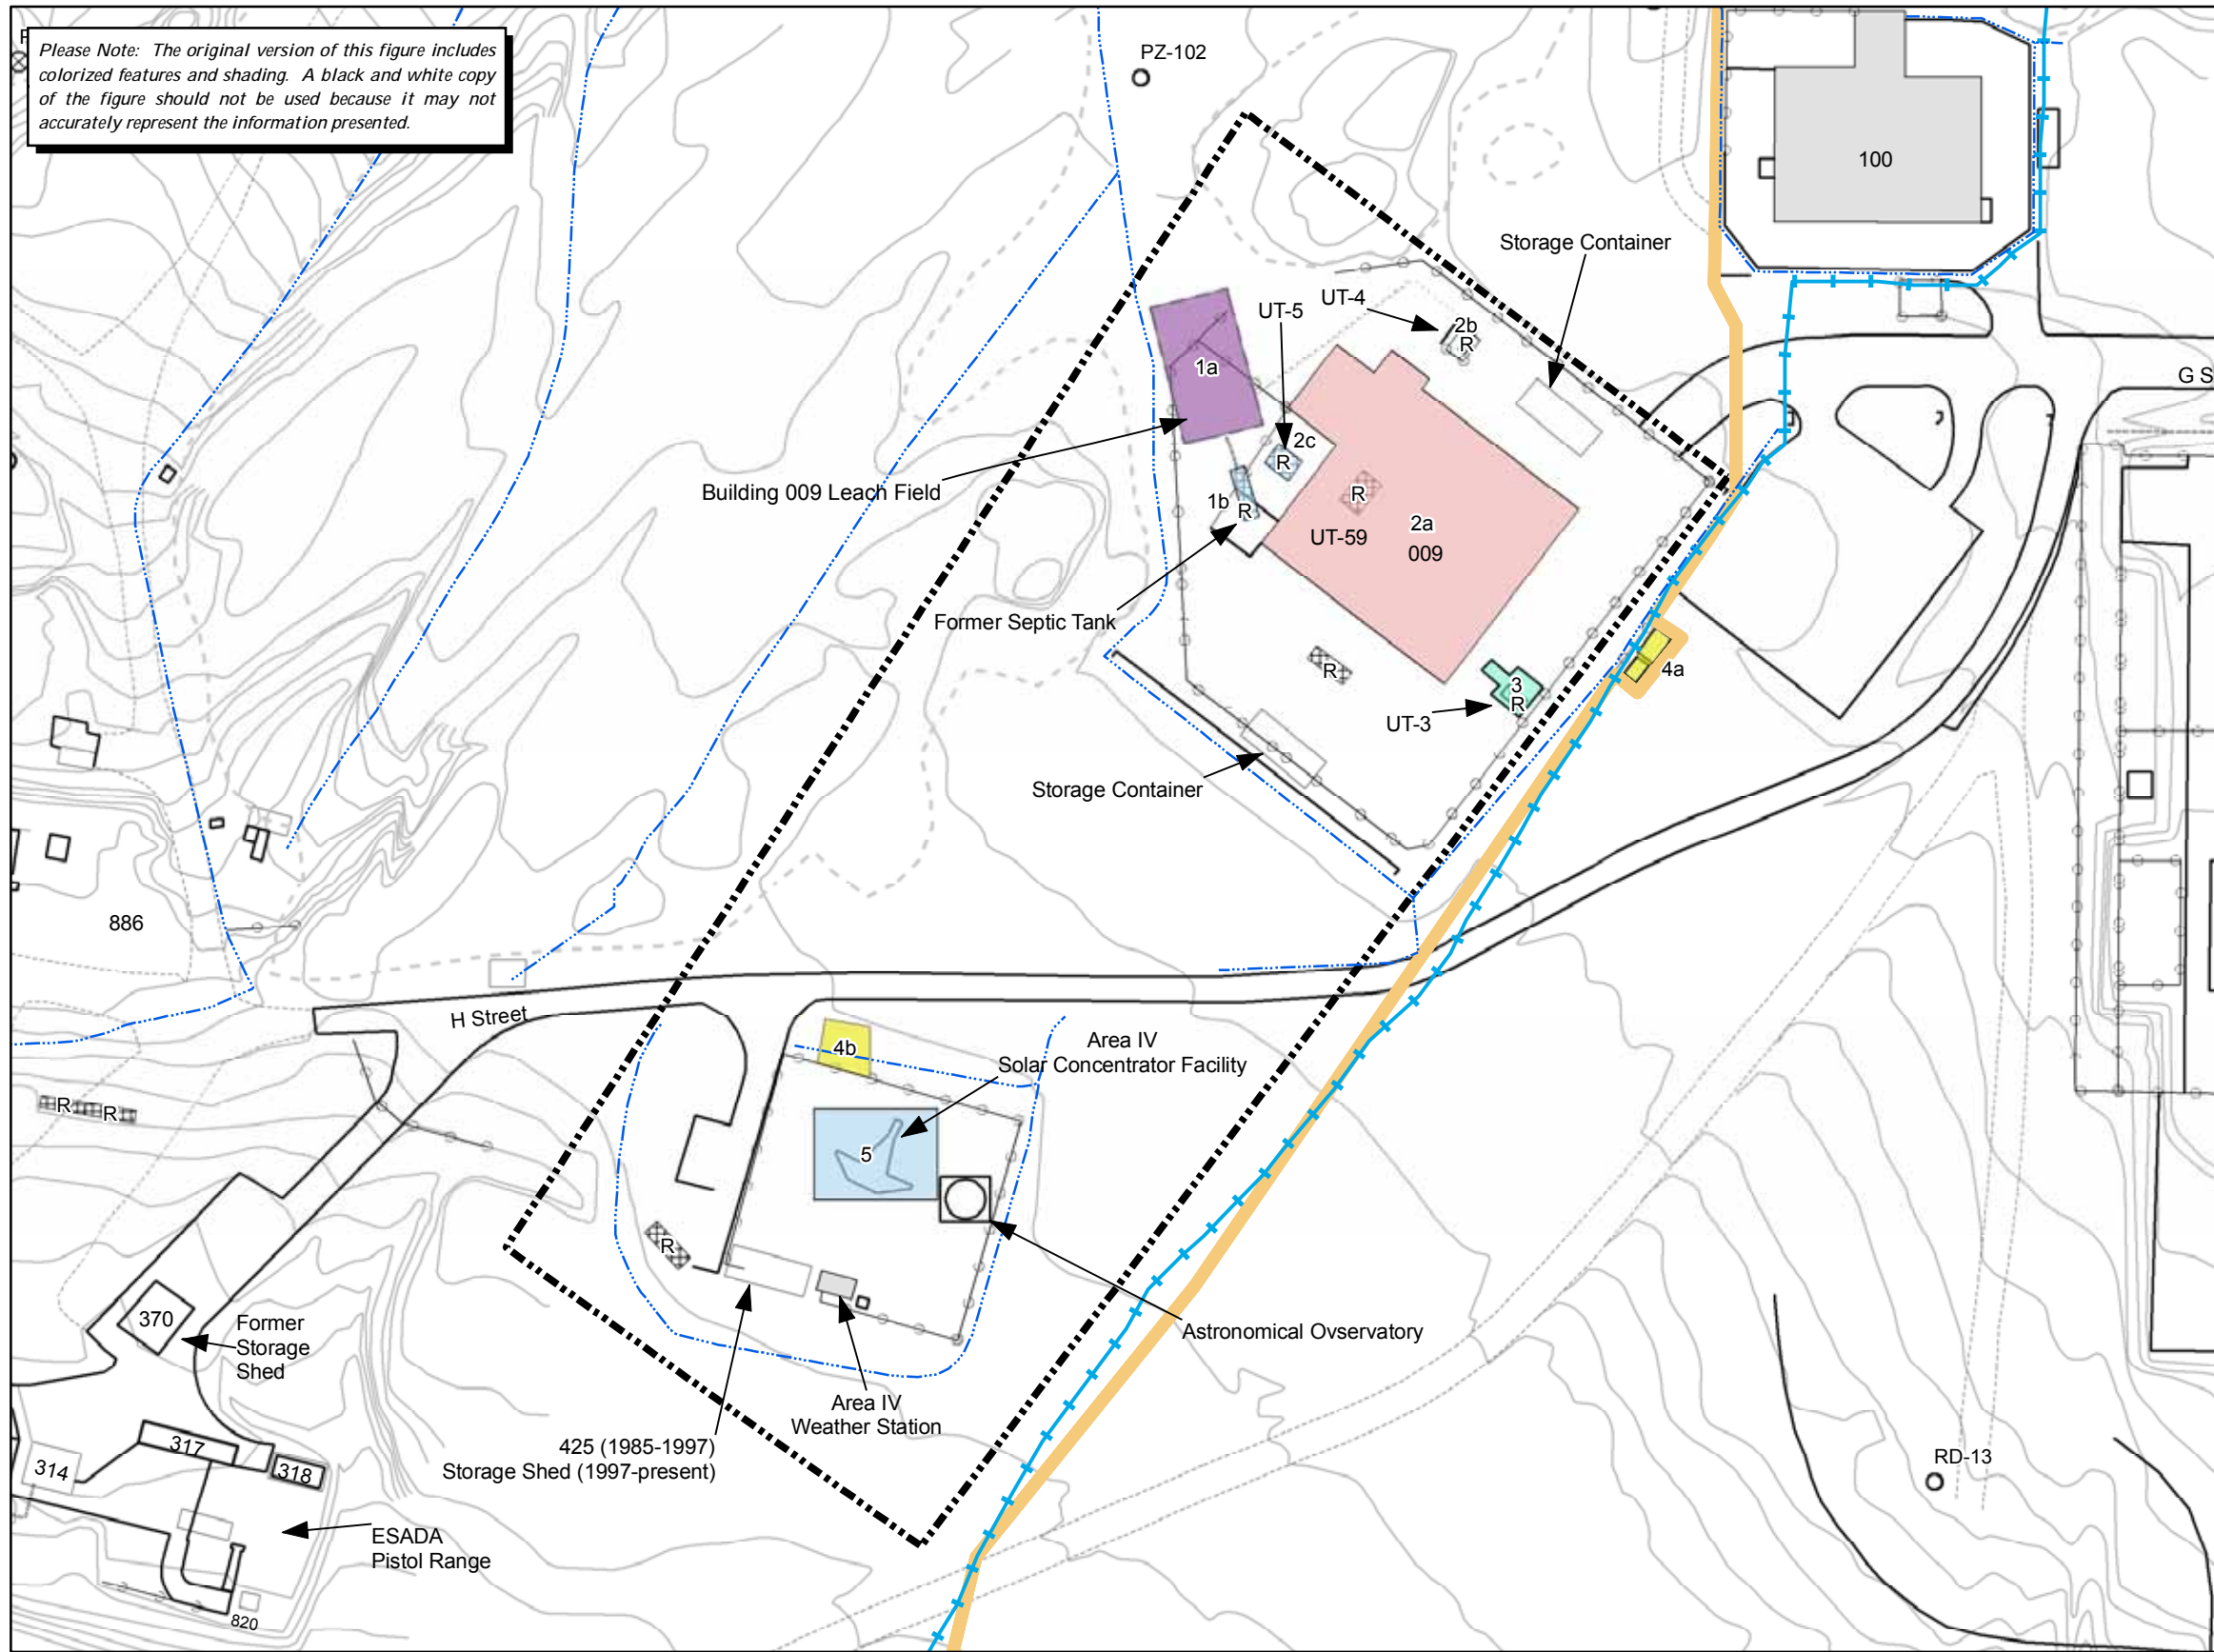 Please Note: The original version of this figure includes
colorized features and shading. A black and white copy
of the figure should not be used because it may not
accurately represent the information presented.
PZ-102
100
Storage Container
UT-4
UT-5
2b
R
1a
G S
2c
R
R
Building 009 Leach Field
1b
R
2a
009
UT-59
Former Septic Tank
R
3
R
4a
UT-3
Storage Container
886
H Street
4b
Area IV
Solar Concentrator Facility
R
R
5
R
370
Former
Storage
Shed
Astronomical Ovservatory
Area IV
Weather Station
425 (1985-1997)
Storage Shed (1997-present)
317
314
318
RD-13
ESADA
Pistol Range
820